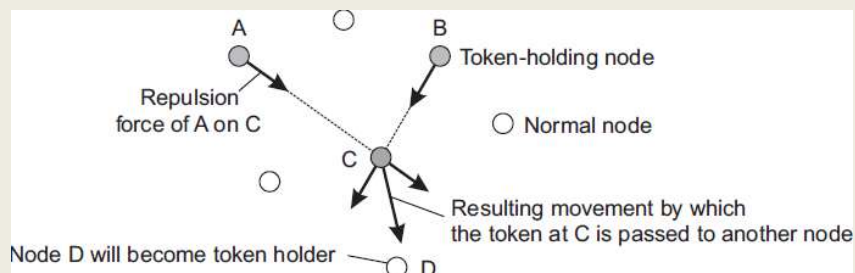 A
B
Token-holding node
Repulsion
force of A on C
Normal node
C
Resulting movement by which
the token at C is passed to another node
Node D will become token holder
D